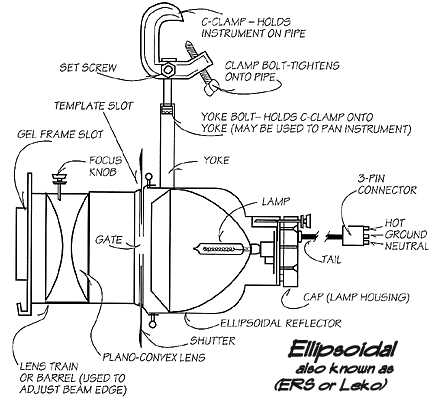 C-CLAMP - HOLDS
INSTRUMENT ON PIPE
SET SCREW
CLAMP BOLT-TIGHTENS
ONTO PIPE
TEMPLATE SLOT
YOKE BOLT- HOLDS C-CLAMP ONTO
YOKE (MAY BE USED TO PAN INSTRUMENT)
GEL FRAME SLOT
FOCUS
KNOB
YOKE
3-PIN
CONNECTOR
LAMP
HOT
GROUND
NEUTRAL
GATE
TAIL
CAP (LAMP HOUSING)
ELLIPSOIDAL REFLECTOR
SHUTTER
PLANO-CONVEX LENS
LENS TRAIN
OR BARREL (USED TO
ADJUST BEAM EDGE)
Ellipsoidal
also known as
(ERS or Leko)